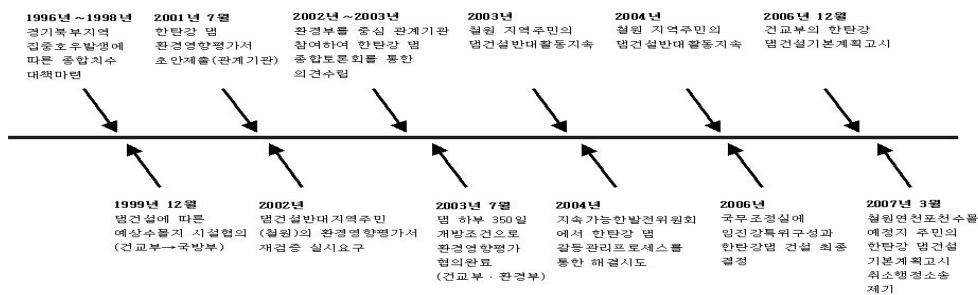 1996년~1998년
경기북부지역
집중호우발생에
따른 종합치수
대책마련
2001년 7월
한탄강 댐
환경영향평가서
초안제출(관계기관)
2002년~2003년
환경부를 중심 관계기관
참여하여 한탄강 댐
종합토론회를 통한
의견수립
2003년
철원 지역주민의
댐건설반대활동지속
2004년
철원 지역주민의
댐건설반대활동지속
2006년 12월
건교부의 한탄강
댐건설기본계획고시
1999년 12월
댐건설에 따른
예상수몰지 시설협의
(건교부→국방부)
2002년
댐건설반대지역주민
(철원)의 환경영향평가서
재검증 실시요구
2003년 7월
댐 하부 350일
개방조건으로
환경영향평가
협의완료
(건교부·환경부)
2004년
지속가능한발전위원회
에서 한탄강 댐
갈등관리프로세스를
통한 해결시도
2006년
국무조정실에
임진강특위구성과
한탄강댐 건설 최종
결정
2007년 3월
철원연천포천수몰
예정지 주민의
한탄강 댐건설
기본계획고시
취소행정소송
제기